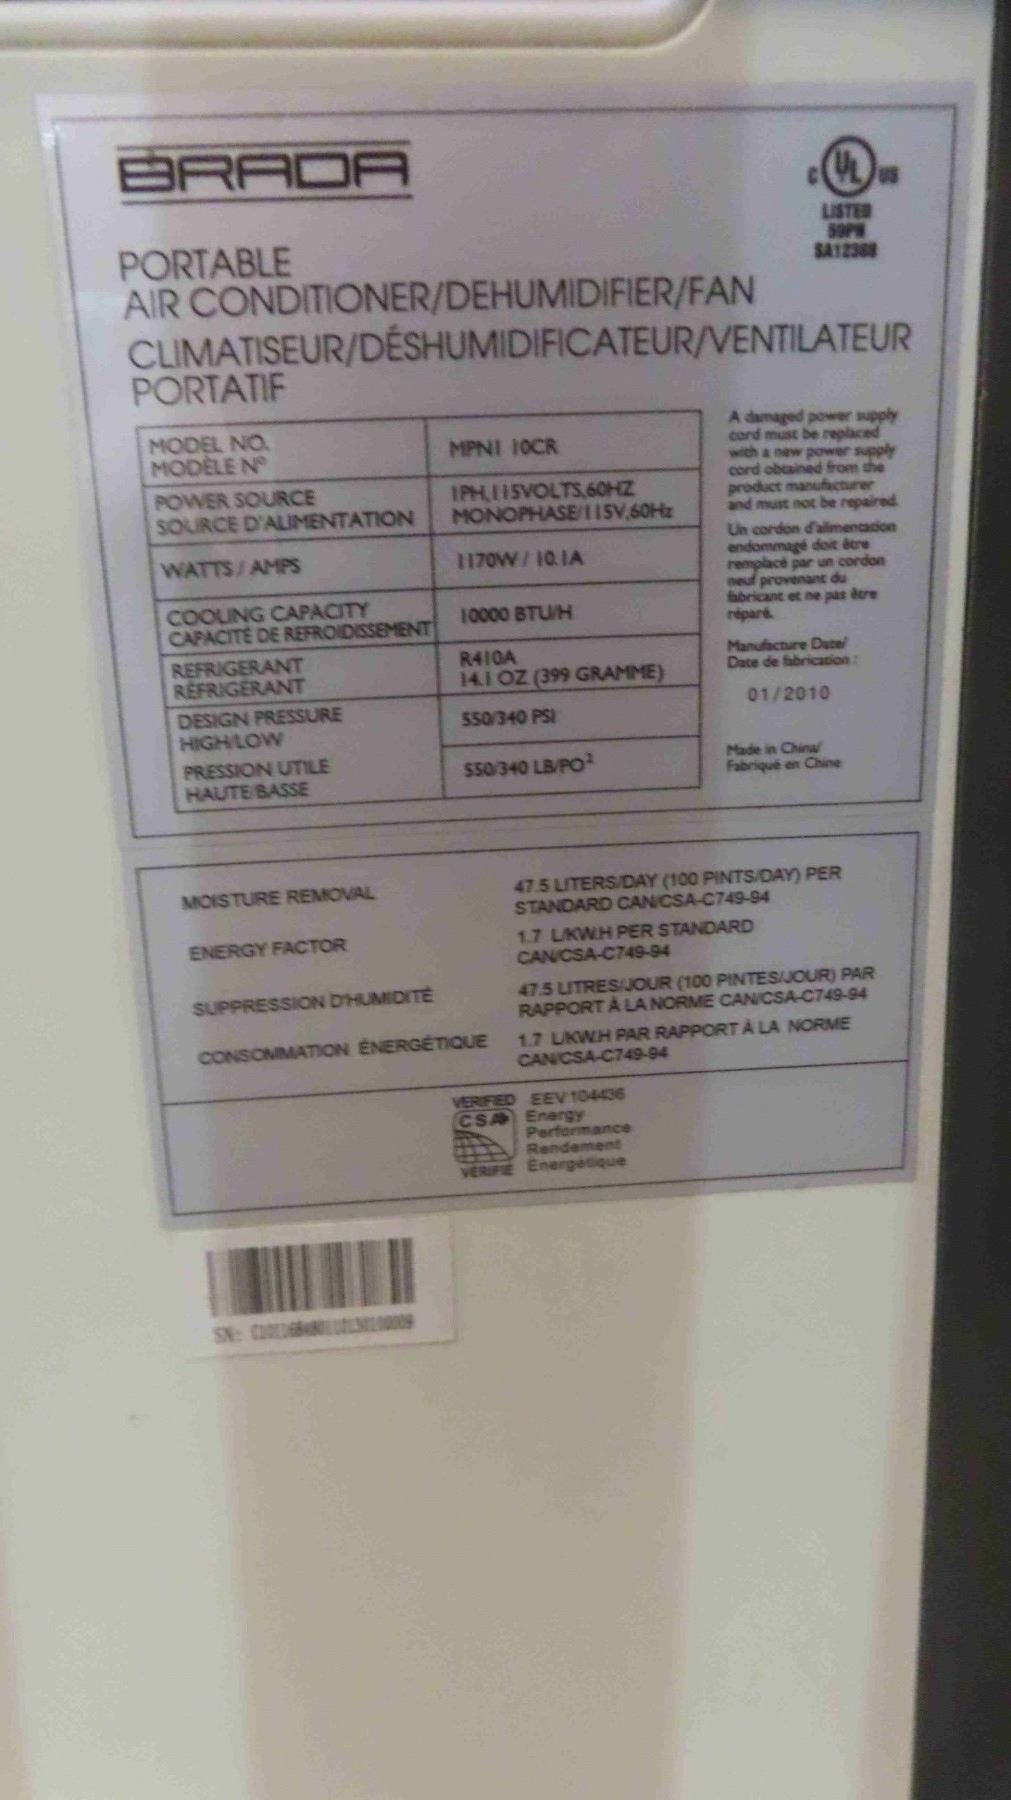 BRADA
C UL US
LISTED
59PN
SA12368
PORTABLE
AIR CONDITIONER/DEHUMIDIFIER/FAN
CLIMATISEUR/DÉSHUMIDIFICATEUR/VENTILATEUR
PORTATIF
MODEL NO.
MODÈLE Nº
MPN1 10CR
POWER SOURCE
SOURCE D'ALIMENTATION
1PH,115VOLTS,60HZ
MONOPHASE/115V,60Hz
WATTS / AMPS
1170W / 10.1A
COOLING CAPACITY
CAPACITÉ DE REFROIDISSEMENT
10000 BTU/H
REFRIGERANT
RÉFRIGÉRANT
R410A
14.1 OZ (399 GRAMME)
DESIGN PRESSURE
HIGH/LOW
550/340 PSI
PRESSION UTILE
HAUTE/BASSE
550/340 LB/PO²
A damaged power supply
cord must be replaced
with a new power supply
cord obtained from the
product manufacturer
and must not be repaired.
Un cordon d'alimentation
endommagé doit être
remplacé par un cordon
neuf provenant du
fabricant et ne pas être
réparé.
Manufacture Date/
Date de fabrication :
01/2010
Made in China/
Fabriqué en Chine
MOISTURE REMOVAL
47.5 LITERS/DAY (100 PINTS/DAY) PER
STANDARD CAN/CSA-C749-94
ENERGY FACTOR
1.7 L/KW.H PER STANDARD
CAN/CSA-C749-94
SUPPRESSION D'HUMIDITÉ
47.5 LITRES/JOUR (100 PINTES/JOUR) PAR
RAPPORT À LA NORME CAN/CSA-C749-94
CONSOMMATION ÉNERGÉTIQUE
1.7 L/KW.H PAR RAPPORT À LA NORME
CAN/CSA-C749-94
VERIFIED
CSA
VÉRIFIÉ
EEV 104436
Energy
Performance
Rendement
Énergétique
SN: